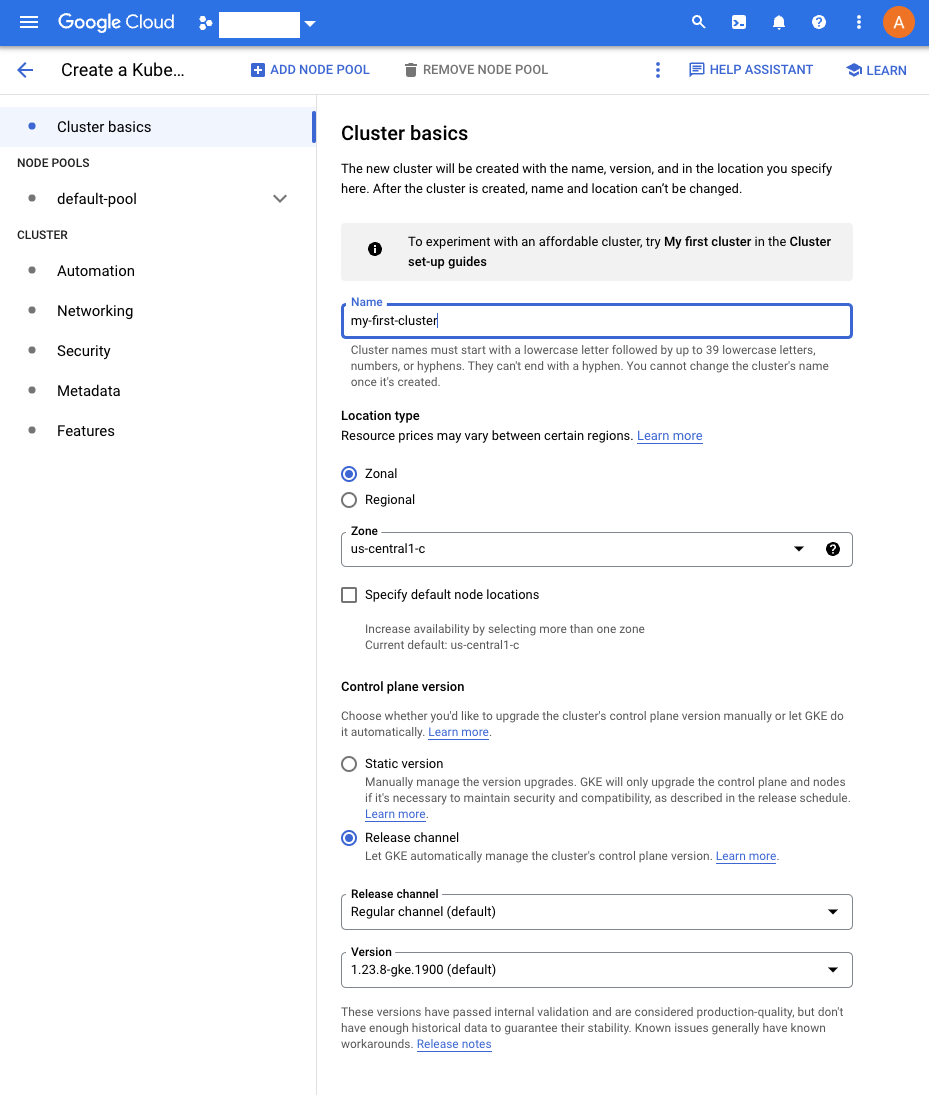 Google Cloud
A
Create a Kube...
ADD NODE POOL
REMOVE NODE POOL
HELP ASSISTANT
LEARN
Cluster basics
NODE POOLS
default-pool
CLUSTER
Automation
Networking
Security
Metadata
Features
Cluster basics
The new cluster will be created with the name, version, and in the location you specify
here. After the cluster is created, name and location can’t be changed.
To experiment with an affordable cluster, try My first cluster in the Cluster
set-up guides
Name
my-first-cluster
Cluster names must start with a lowercase letter followed by up to 39 lowercase letters,
numbers, or hyphens. They can't end with a hyphen. You cannot change the cluster's name
once it's created.
Location type
Resource prices may vary between certain regions. Learn more
Zonal
Regional
Zone
us-central1-c
Specify default node locations
Increase availability by selecting more than one zone
Current default: us-central1-c
Control plane version
Choose whether you'd like to upgrade the cluster's control plane version manually or let GKE do
it automatically. Learn more.
Static version
Manually manage the version upgrades. GKE will only upgrade the control plane and nodes
if it's necessary to maintain security and compatibility, as described in the release schedule.
Learn more.
Release channel
Let GKE automatically manage the cluster's control plane version. Learn more.
Release channel
Regular channel (default)
Version
1.23.8-gke.1900 (default)
These versions have passed internal validation and are considered production-quality, but don't
have enough historical data to guarantee their stability. Known issues generally have known
workarounds. Release notes